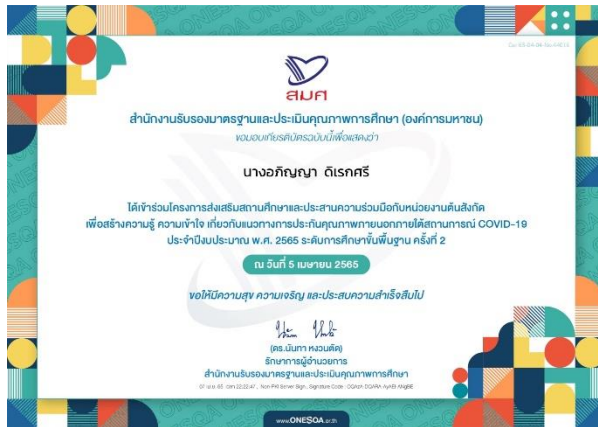 สมศ
สำนักงานรับรองมาตรฐานและประเมินคุณภาพการศึกษา (องค์การมหาชน)
ขอมอบเกียรติบัตรฉบับนี้เพื่อแสดงว่า
นางอภิญญา ดิเรกศรี
ได้เข้าร่วมโครงการส่งเสริมสถานศึกษาและประสานความร่วมมือกับหน่วยงานต้นสังกัด
เพื่อสร้างความรู้ ความเข้าใจ เกี่ยวกับแนวทางการประกันคุณภาพภายนอกภายใต้สถานการณ์ COVID-19
ประจำปีงบประมาณ พ.ศ. 2565 ระดับการศึกษาขั้นพื้นฐาน ครั้งที่ 2
ณ วันที่ 5 เมษายน 2565
ขอให้มีความสุข ความเจริญ และประสบความสำเร็จสืบไป
(ดร.นันทา หงวนตัด)
รักษาการผู้อำนวยการ
สำนักงานรับรองมาตรฐานและประเมินคุณภาพการศึกษา
Non-PKI Server Sign, Signature Code :
www.ONESQA.or.th